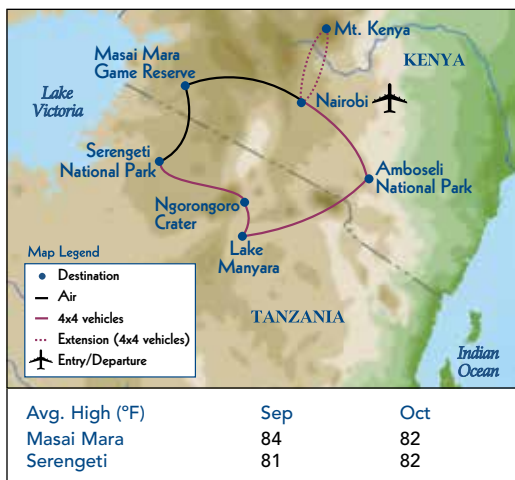 Mt. Kenya
Masai Mara
Game Reserve
KENYA
Lake
Victoria
Nairobi
Serengeti
National Park
Amboseli
National Park
Ngorongoro
Crater
Lake
Manyara
Map Legend
Destination
Air
4x4 vehicles
Extension (4x4 vehicles)
Entry/Departure
TANZANIA
Indian
Ocean
Avg. High (ºF) Sep Oct
Masai Mara 84 82
Serengeti 81 82